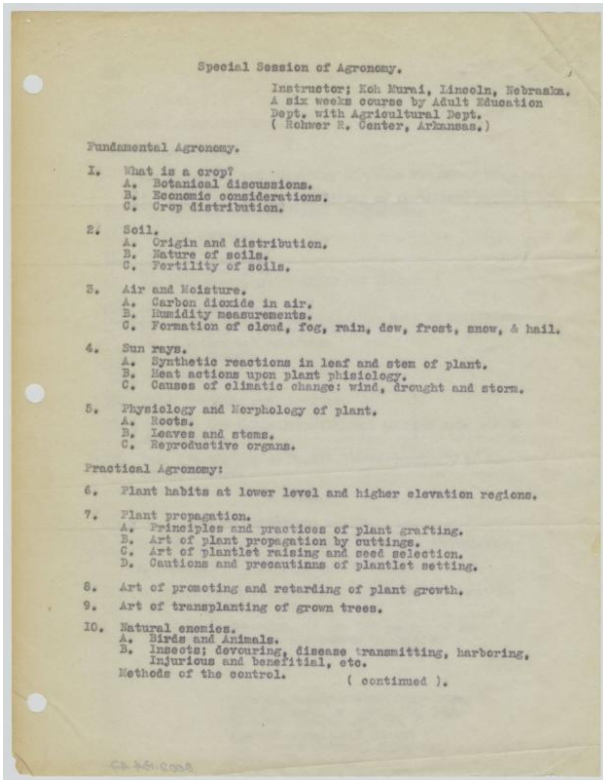 Special Session of Agronomy.
Instructor; Koh Murai, Lincoln, Nebraska.
A six weeks course by Adult Education
Dept. with Agricultural Dept.
( Rohwer R. Center, Arkansas.)
Fundamental Agronomy.
I. What is a crop?
A. Botanical discussions.
B. Economic considerations.
C. Crop distribution.
2. Soil.
A. Origin and distribution.
B. Nature of soils.
C. Fertility of soils.
3. Air and Moisture.
A. Carbon dioxide in air.
B. Humidity measurements.
C. Formation of cloud, fog, rain, dew, frost, snow, & hail.
4. Sun rays.
A. Synthetic reactions in leaf and stem of plant.
B. Heat actions upon plant phisiology.
C. Causes of climatic change: wind, drought and storm.
5. Physiology and Morphology of plant.
A. Roots.
B. Leaves and stems.
C. Reproductive organs.
Practical Agronomy:
6. Plant habits at lower level and higher elevation regions.
7. Plant propagation.
A. Principles and practices of plant grafting.
B. Art of plant propagation by cuttings.
C. Art of plantlet raising and seed selection.
D. Cautions and precautinns of plantlet setting.
8. Art of promoting and retarding of plant growth.
9. Art of transplanting of grown trees.
IO. Natural enemies.
A. Birds and Animals.
B. Insects; devouring, disease transmitting, harboring,
Injurious and benefitial, etc.
Methods of the control.
( continued ).